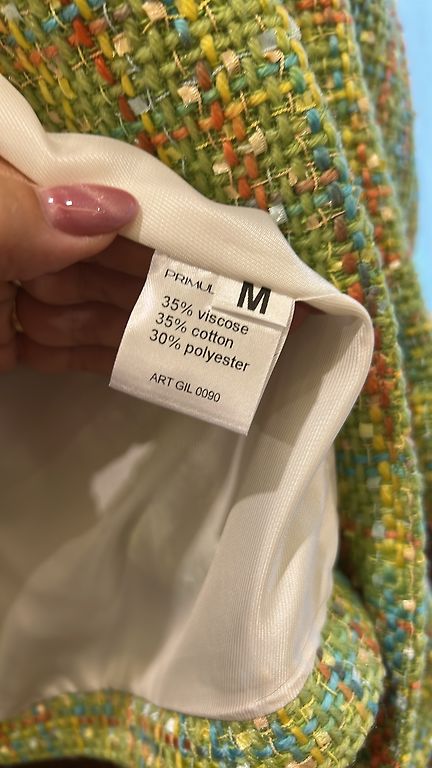 PRIMUL
M
35% viscose
35% cotton
30% polyester
ART GIL 0090